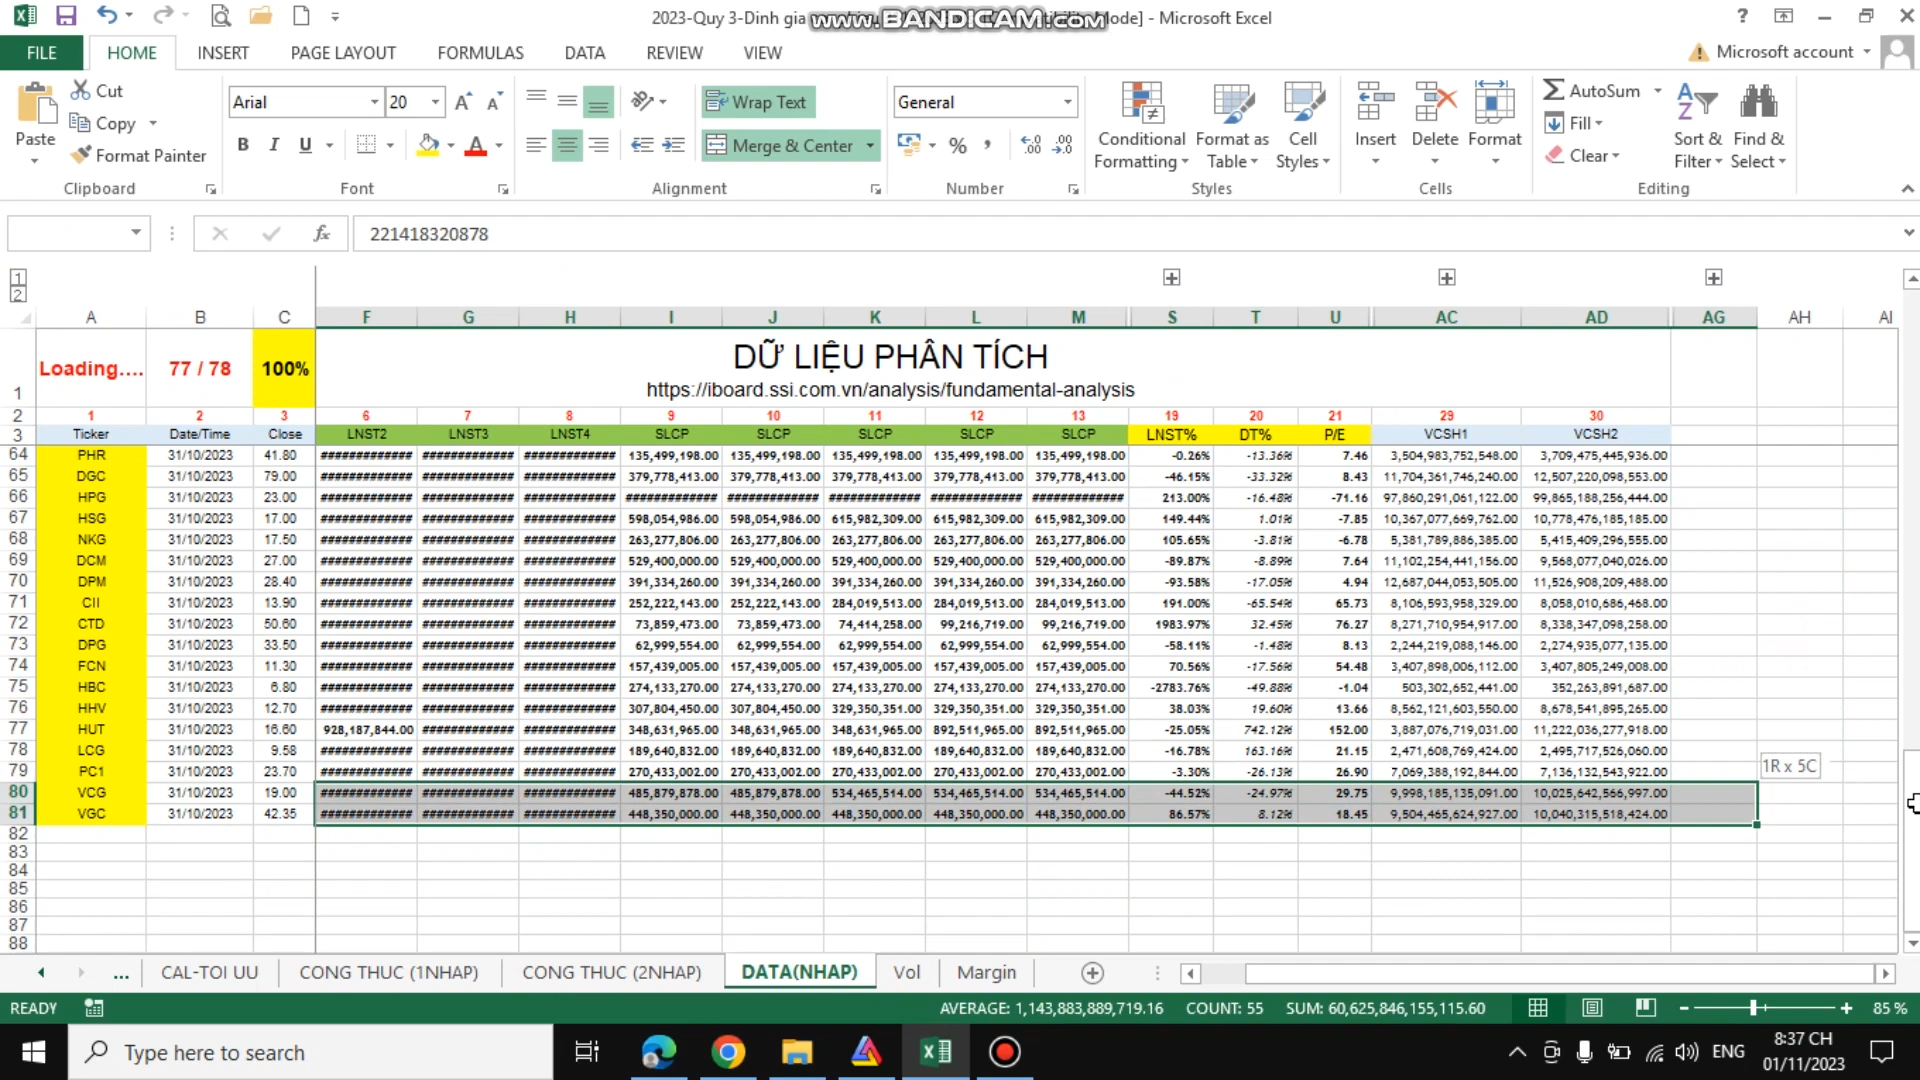 2023-Quy 3-Dinh gia
www.BANDICAM.com
Mode] - Microsoft Excel
FILE HOME INSERT PAGE LAYOUT FORMULAS DATA REVIEW VIEW Microsoft account
Paste Cut Copy Format Painter Clipboard
Arial 20 B I U Font
Wrap Text Merge & Center Alignment
General % Number
Conditional Formatting Format as Table Cell Styles Styles
Insert Delete Format Cells
AutoSum Fill Clear Sort & Filter Find & Select Editing
fx 221418320878
1
2
A B C F G H I J K L M S T U AC AD AG AH AI
1 Loading.... 77 / 78 100% DỮ LIỆU PHÂN TÍCH
https://iboard.ssi.com.vn/analysis/fundamental-analysis
2 1 2 3 6 7 8 9 10 11 12 13 19 20 21 29 30
3 Ticker Date/Time Close LNST2 LNST3 LNST4 SLCP SLCP SLCP SLCP SLCP LNST% DT% P/E VCSH1 VCSH2
64 PHR 31/10/2023 41.80 ############# ############# ############# 135,499,198.00 135,499,198.00 135,499,198.00 135,499,198.00 135,499,198.00 -0.26% -13.36% 7.46 3,504,983,752,548.00 3,709,475,445,936.00
65 DGC 31/10/2023 79.00 ############# ############# ############# 379,778,413.00 379,778,413.00 379,778,413.00 379,778,413.00 379,778,413.00 -46.15% -33.32% 8.43 11,704,361,746,240.00 12,507,220,098,553.00
66 HPG 31/10/2023 23.00 ############# ############# ############# ############# ############# ############# ############# ############# 213.00% -16.48% -71.16 97,860,291,061,122.00 99,865,188,256,444.00
67 HSG 31/10/2023 17.00 ############# ############# ############# 598,054,986.00 598,054,986.00 615,982,309.00 615,982,309.00 615,982,309.00 149.44% 1.01% -7.85 10,367,077,669,762.00 10,778,476,185,185.00
68 NKG 31/10/2023 17.50 ############# ############# ############# 263,277,806.00 263,277,806.00 263,277,806.00 263,277,806.00 263,277,806.00 105.65% -3.81% -6.78 5,381,789,886,385.00 5,415,409,296,555.00
69 DCM 31/10/2023 27.00 ############# ############# ############# 529,400,000.00 529,400,000.00 529,400,000.00 529,400,000.00 529,400,000.00 -89.87% -8.89% 7.64 11,102,254,441,156.00 9,568,077,040,026.00
70 DPM 31/10/2023 28.40 ############# ############# ############# 391,334,260.00 391,334,260.00 391,334,260.00 391,334,260.00 391,334,260.00 -93.58% -17.05% 4.94 12,687,044,053,505.00 11,526,908,209,488.00
71 CII 31/10/2023 13.90 ############# ############# ############# 252,222,143.00 252,222,143.00 284,019,513.00 284,019,513.00 284,019,513.00 191.00% -65.54% 65.73 8,106,593,958,329.00 8,058,010,686,468.00
72 CTD 31/10/2023 50.60 ############# ############# ############# 73,859,473.00 73,859,473.00 74,414,258.00 99,216,719.00 99,216,719.00 1983.97% 32.45% 76.27 8,271,710,954,917.00 8,338,347,098,258.00
73 DPG 31/10/2023 33.50 ############# ############# ############# 62,999,554.00 62,999,554.00 62,999,554.00 62,999,554.00 62,999,554.00 -58.11% -1.48% 8.13 2,244,219,088,146.00 2,274,935,077,135.00
74 FCN 31/10/2023 11.30 ############# ############# ############# 157,439,005.00 157,439,005.00 157,439,005.00 157,439,005.00 157,439,005.00 70.56% -17.56% 54.48 3,407,898,006,112.00 3,407,805,249,008.00
75 HBC 31/10/2023 6.80 ############# ############# ############# 274,133,270.00 274,133,270.00 274,133,270.00 274,133,270.00 274,133,270.00 -2783.76% -49.88% -1.04 503,302,652,441.00 352,263,891,687.00
76 HHV 31/10/2023 12.70 ############# ############# ############# 307,804,450.00 307,804,450.00 329,350,351.00 329,350,351.00 329,350,351.00 38.03% 19.60% 13.66 8,562,121,603,550.00 8,678,541,895,265.00
77 HUT 31/10/2023 16.60 928,187,844.00 ############# ############# 348,631,965.00 348,631,965.00 348,631,965.00 892,511,965.00 892,511,965.00 -25.05% 742.12% 152.00 3,887,076,719,031.00 11,222,036,277,918.00
78 LCG 31/10/2023 9.58 ############# ############# ############# 189,640,832.00 189,640,832.00 189,640,832.00 189,640,832.00 189,640,832.00 -16.78% 163.16% 21.15 2,471,608,769,424.00 2,495,717,526,060.00
79 PC1 31/10/2023 23.70 ############# ############# ############# 270,433,002.00 270,433,002.00 270,433,002.00 270,433,002.00 270,433,002.00 -3.30% -26.13% 26.90 7,069,388,192,844.00 7,136,132,543,922.00 1R x 5C
80 VCG 31/10/2023 19.00 ############# ############# ############# 485,879,878.00 485,879,878.00 534,465,514.00 534,465,514.00 534,465,514.00 -44.52% -24.97% 29.75 9,998,185,135,091.00 10,025,642,566,997.00
81 VGC 31/10/2023 42.35 ############# ############# ############# 448,350,000.00 448,350,000.00 448,350,000.00 448,350,000.00 448,350,000.00 86.57% 8.12% 18.45 9,504,465,624,927.00 10,040,315,518,424.00
82
83
84
85
86
87
88
... CAL-TOI UU CONG THUC (1NHAP) CONG THUC (2NHAP) DATA(NHAP) Vol Margin
READY AVERAGE: 1,143,883,889,719.16 COUNT: 55 SUM: 60,625,846,155,115.60 85 %
Type here to search ENG 8:37 CH
01/11/2023